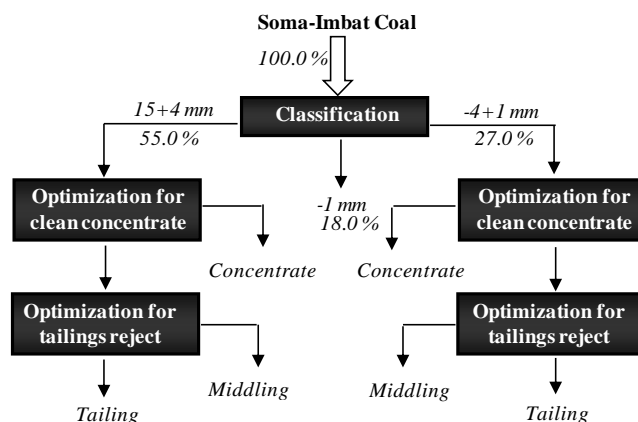 Soma-Imbat Coal
100.0 %
15+4 mm
Classification
-4+1 mm
55.0 %
27.0 %
Optimization for
clean concentrate
-1 mm
18.0 %
Optimization for
clean concentrate
Concentrate
Concentrate
Optimization for
tailings reject
Optimization for
tailings reject
Middling
Middling
Tailing
Tailing